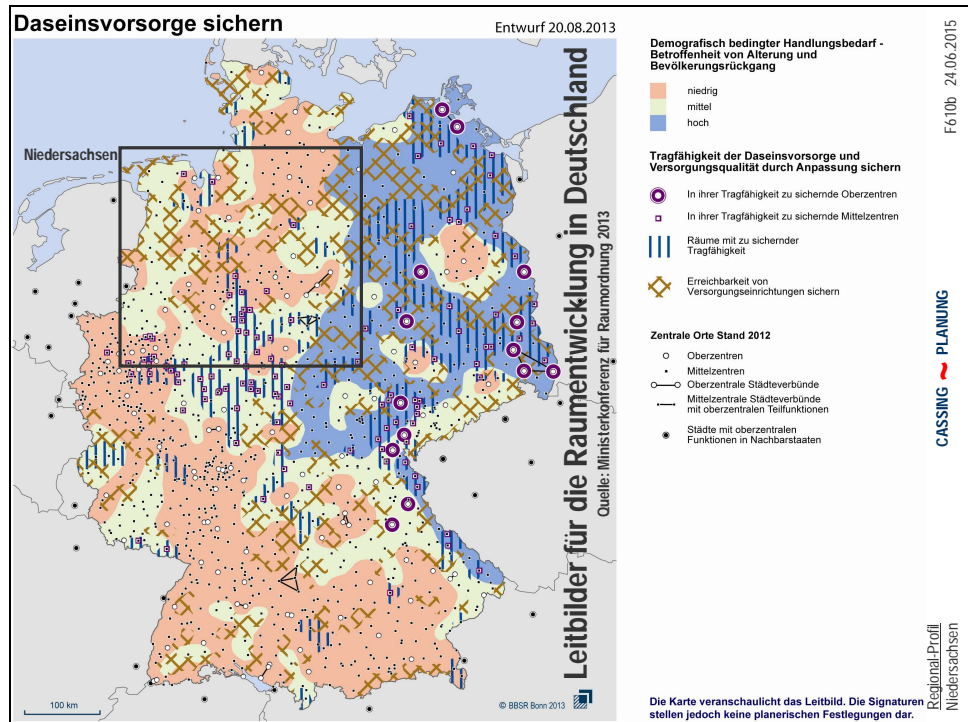 Daseinsvorsorge sichern
Entwurf 20.08.2013
Niedersachsen
Leitbilder für die Raumentwicklung in Deutschland
Quelle: Ministerkonferenz für Raumordnung 2013
100 km
© BBSR Bonn 2013
Demografisch bedingter Handlungsbedarf -
Betroffenheit von Alterung und
Bevölkerungsrückgang
niedrig
mittel
hoch
Tragfähigkeit der Daseinsvorsorge und
Versorgungsqualität durch Anpassung sichern
In ihrer Tragfähigkeit zu sichernde Oberzentren
In ihrer Tragfähigkeit zu sichernde Mittelzentren
Räume mit zu sichernder
Tragfähigkeit
Erreichbarkeit von
Versorgungseinrichtungen sichern
Zentrale Orte Stand 2012
Oberzentren
Mittelzentren
Oberzentrale Städteverbünde
Mittelzentrale Städteverbünde
mit oberzentralen Teilfunktionen
Städte mit oberzentralen
Funktionen in Nachbarstaaten
Die Karte veranschaulicht das Leitbild. Die Signaturen
stellen jedoch keine planerischen Festlegungen dar.
F610b 24.06.2015
CASSING ~ PLANUNG
Regional-Profil
Niedersachsen